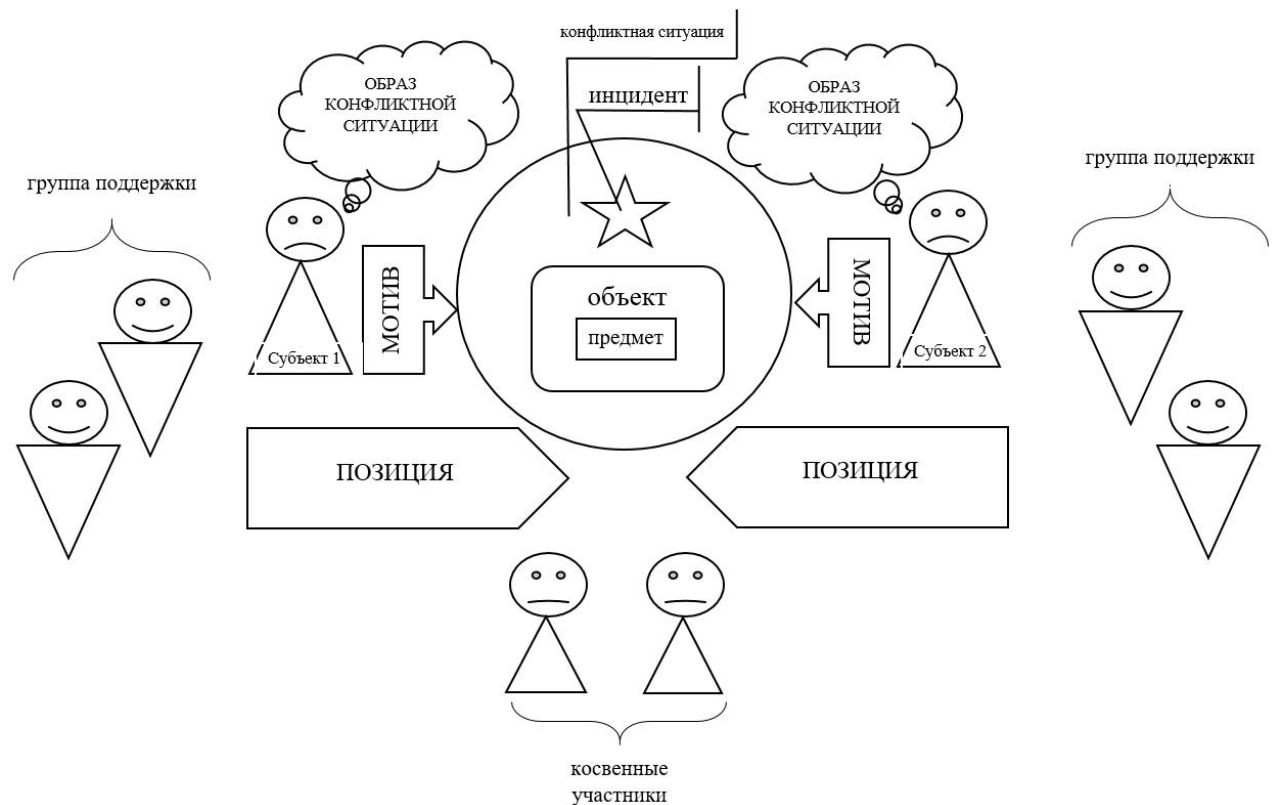 конфликтная ситуация
инцидент
ОБРАЗ
КОНФЛИКТНОЙ
СИТУАЦИИ
ОБРАЗ
КОНФЛИКТНОЙ
СИТУАЦИИ
группа поддержки
группа поддержки
МОТИВ
объект
предмет
МОТИВ
Субъект 1
Субъект 2
ПОЗИЦИЯ
ПОЗИЦИЯ
косвенные
участники